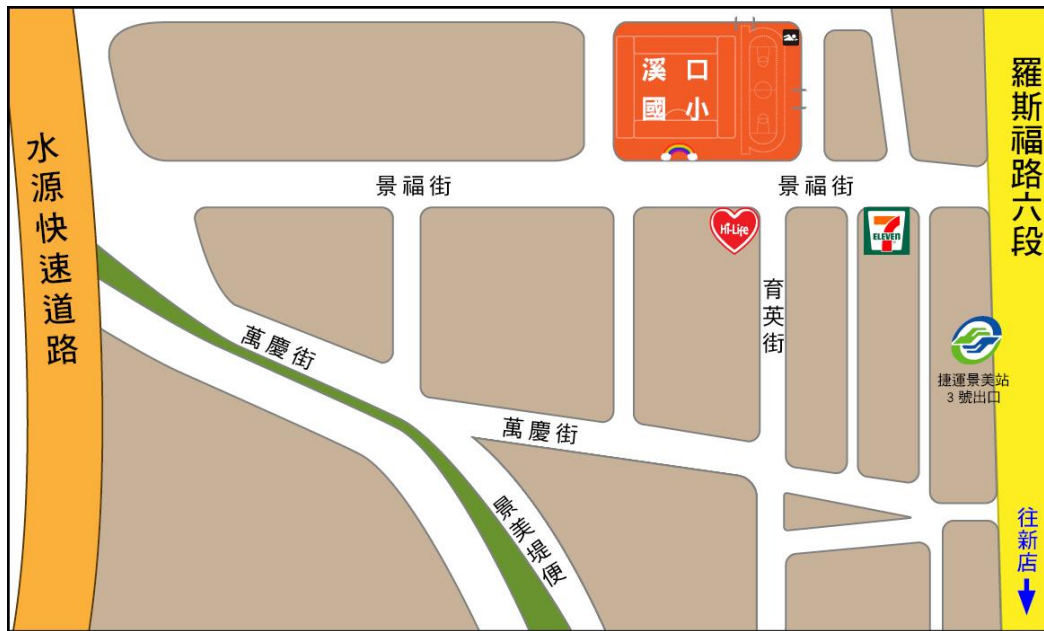 溪口
國小
羅斯福路六段
水源快速道路
景福街
景福街
Hi-Life
7
ELEVEN
育英街
萬慶街
捷運景美站
3 號出口
萬慶街
景美堤便
往新店